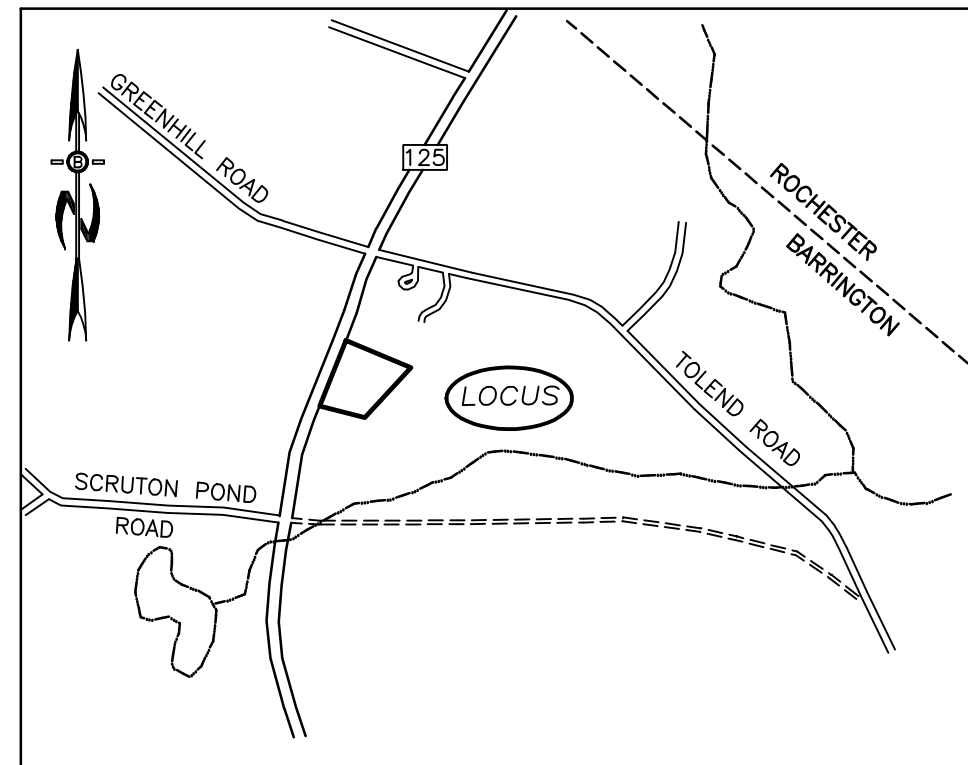 GREENHILL ROAD
125
B
ROCHESTER
BARRINGTON
TOLEND ROAD
LOCUS
SCRUTON POND
ROAD